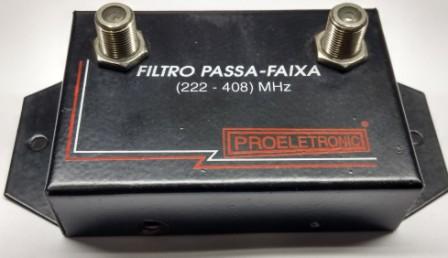 FILTRO PASSA-FAIXA
(222 - 408) MHz
PROELETRONIC®